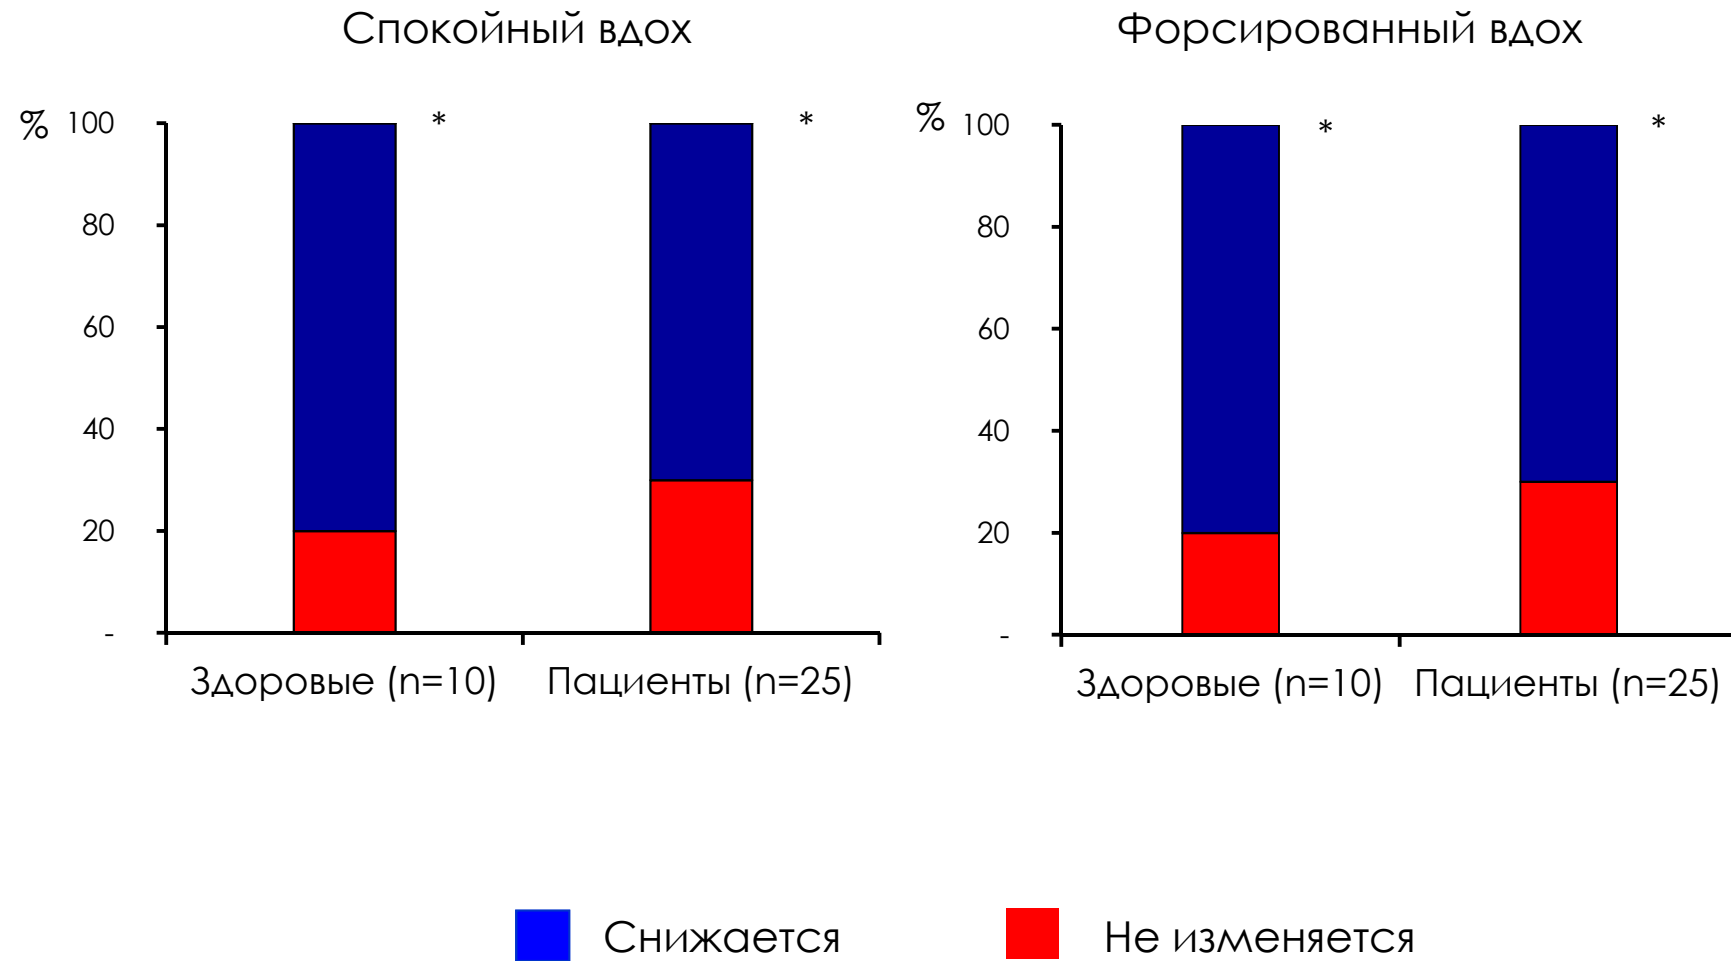 Спокойный вдох
% 100 * *
80
60
40
20
-
Здоровые (n=10) Пациенты (n=25)
Форсированный вдох
% 100 * *
80
60
40
20
-
Здоровые (n=10) Пациенты (n=25)
Снижается Не изменяется